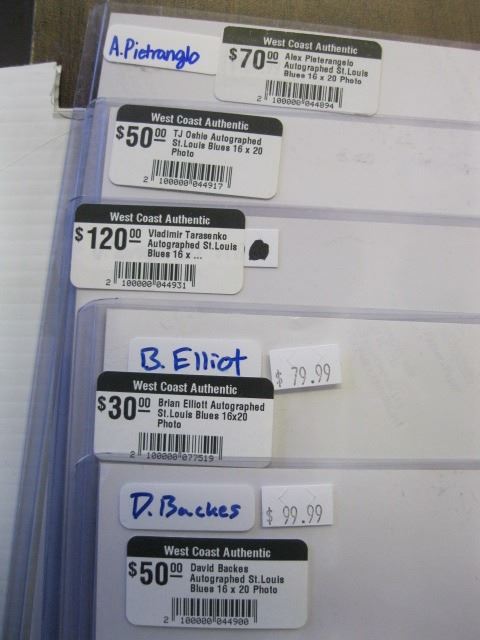 A. Pietranglo
West Coast Authentic
$70 00 Alex Pieterangelo
Autographed St.Louis
Blues 16 x 20 Photo
2 100000 044894
West Coast Authentic
$50 00 TJ Oshie Autographed
St.Louis Blues 16 x 20
Photo
2 100000 044917
West Coast Authentic
$120 00 Vladimir Tarasenko
Autographed St.Louis
Blues 16 x ...
2 100000 044931
B. Elliot
$ 79.99
West Coast Authentic
$30 00 Brian Elliott Autographed
St.Louis Blues 16x20
Photo
2 100000 077519
D. Backes
$ 99.99
West Coast Authentic
$50 00 David Backes
Autographed St.Louis
Blues 16 x 20 Photo
2 100000 044900